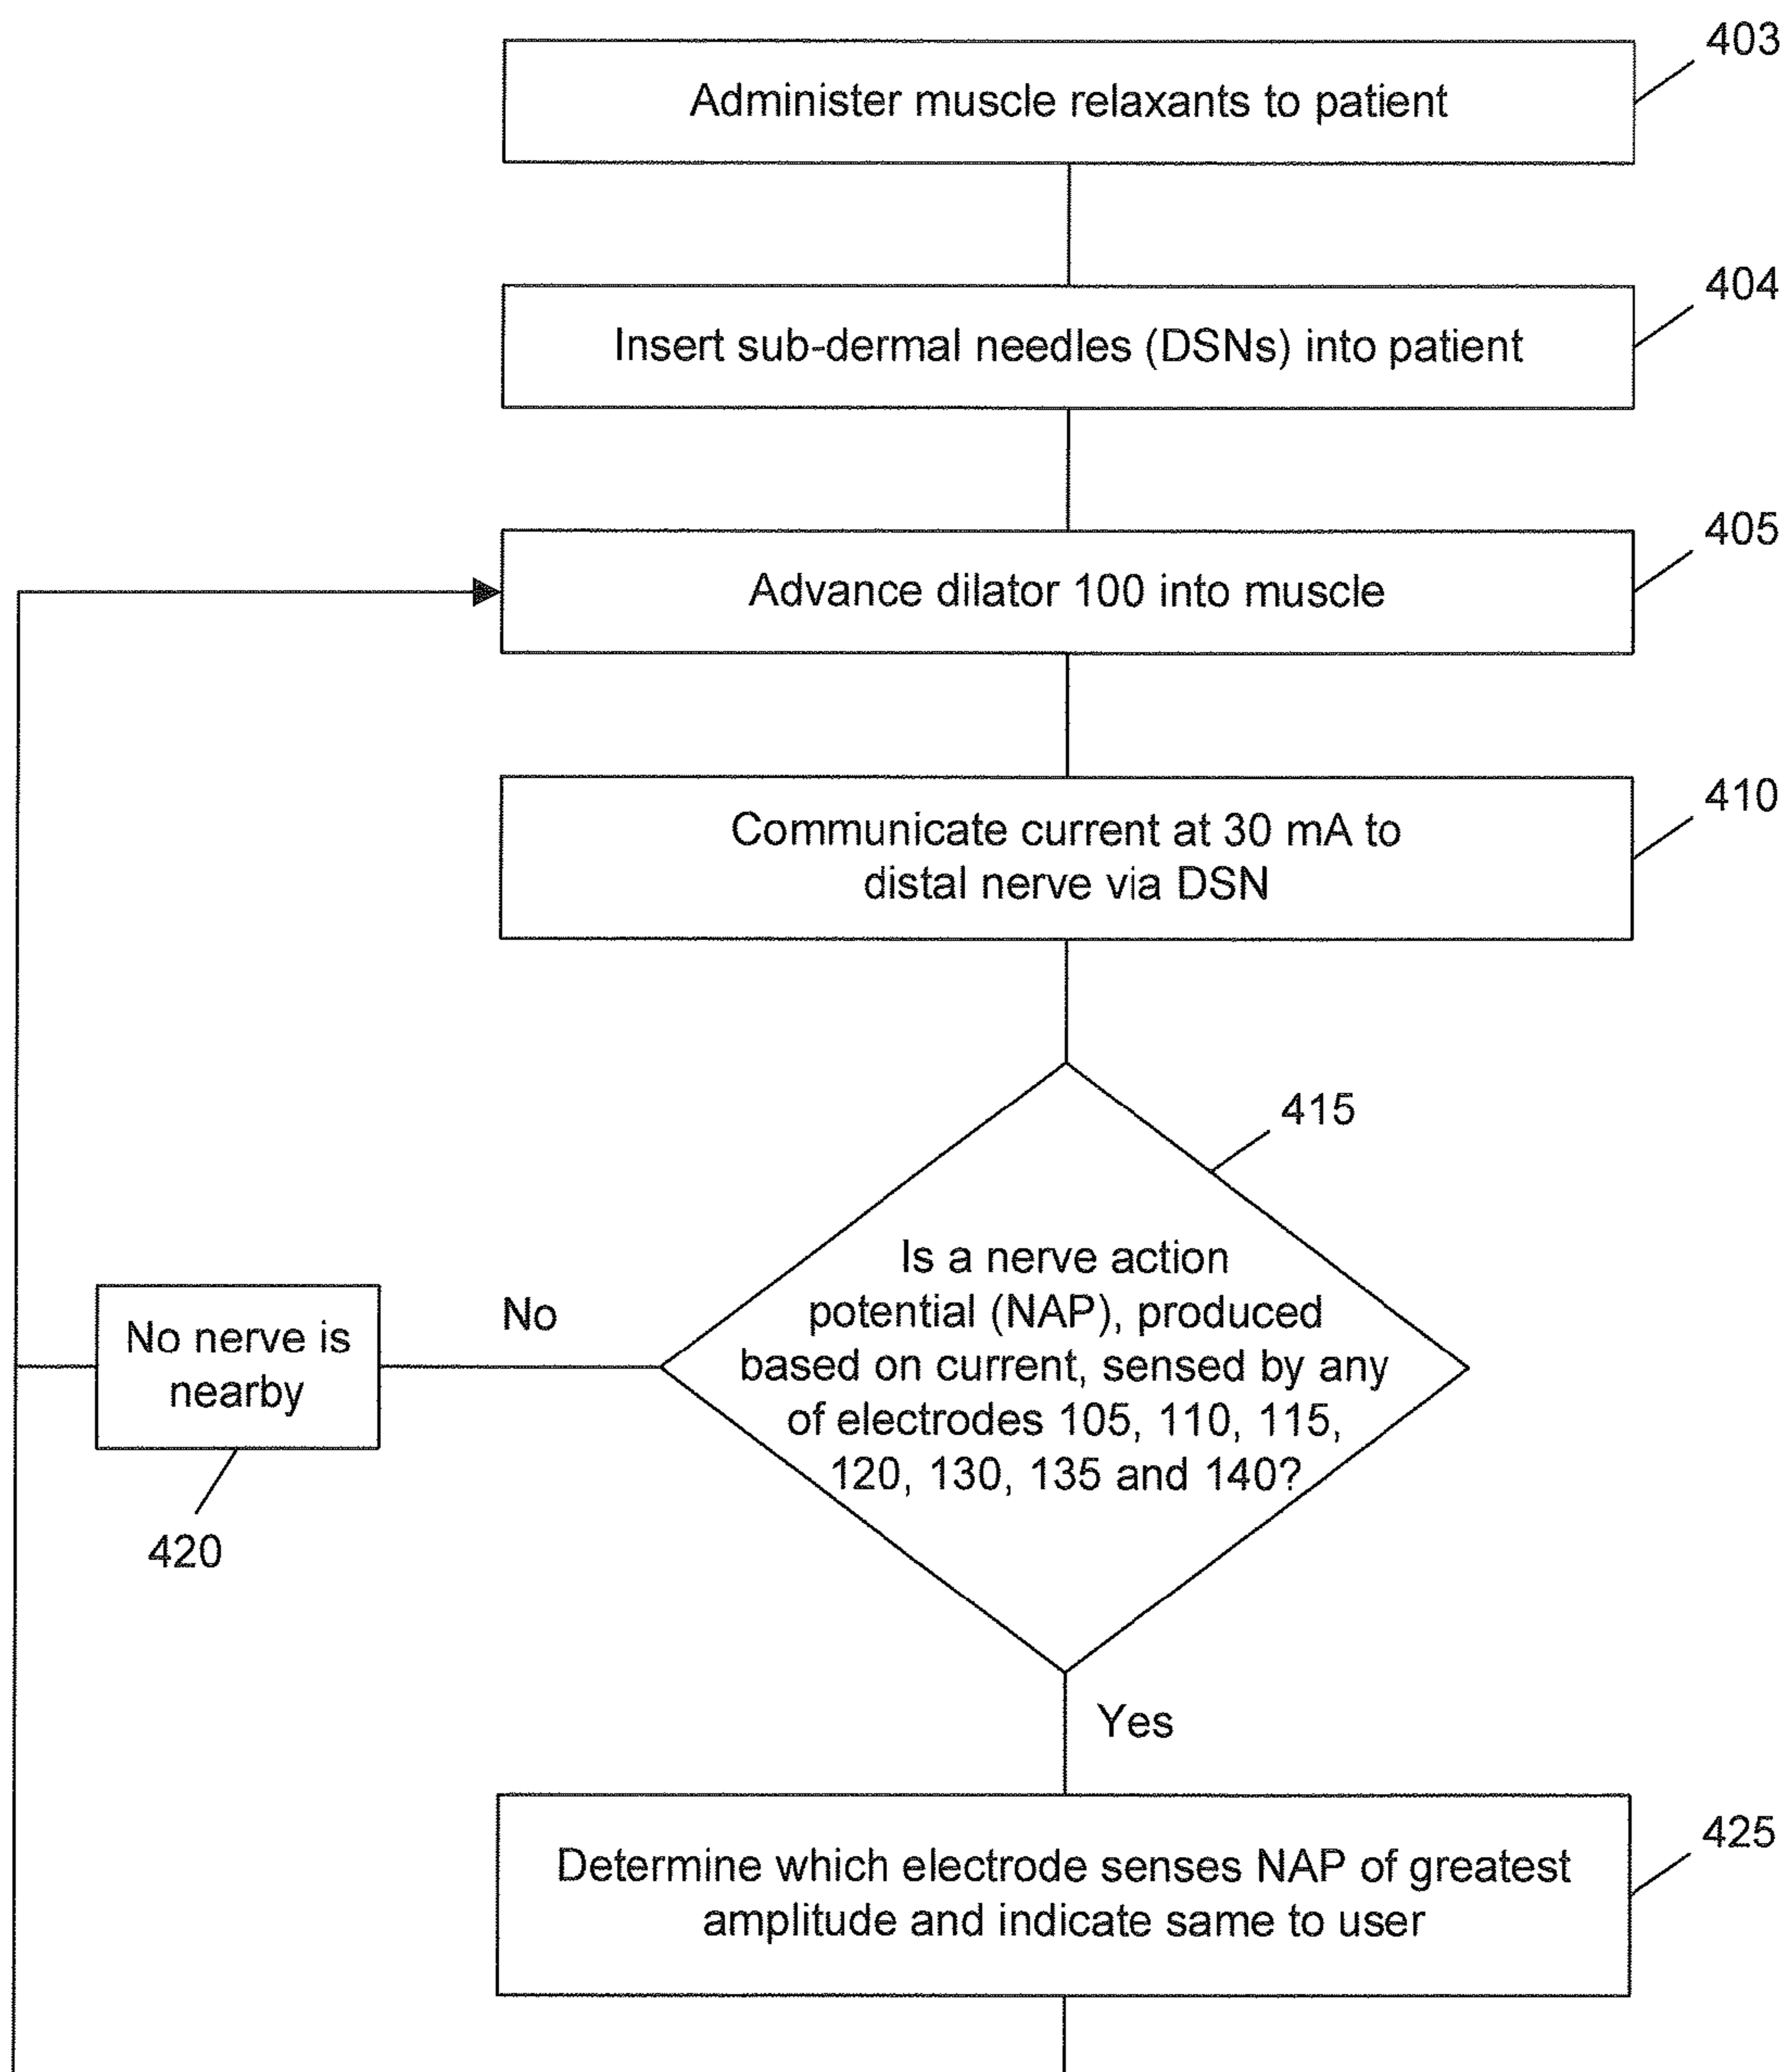 403
Administer muscle relaxants to patient
404
Insert sub-dermal needles (DSNs) into patient
405
Advance dilator 100 into muscle
410
Communicate current at 30 mA to
distal nerve via DSN
415
Is a nerve action
potential (NAP), produced
based on current, sensed by any
of electrodes 105, 110, 115,
120, 130, 135 and 140?
No
No nerve is
nearby
420
Yes
425
Determine which electrode senses NAP of greatest
amplitude and indicate same to user